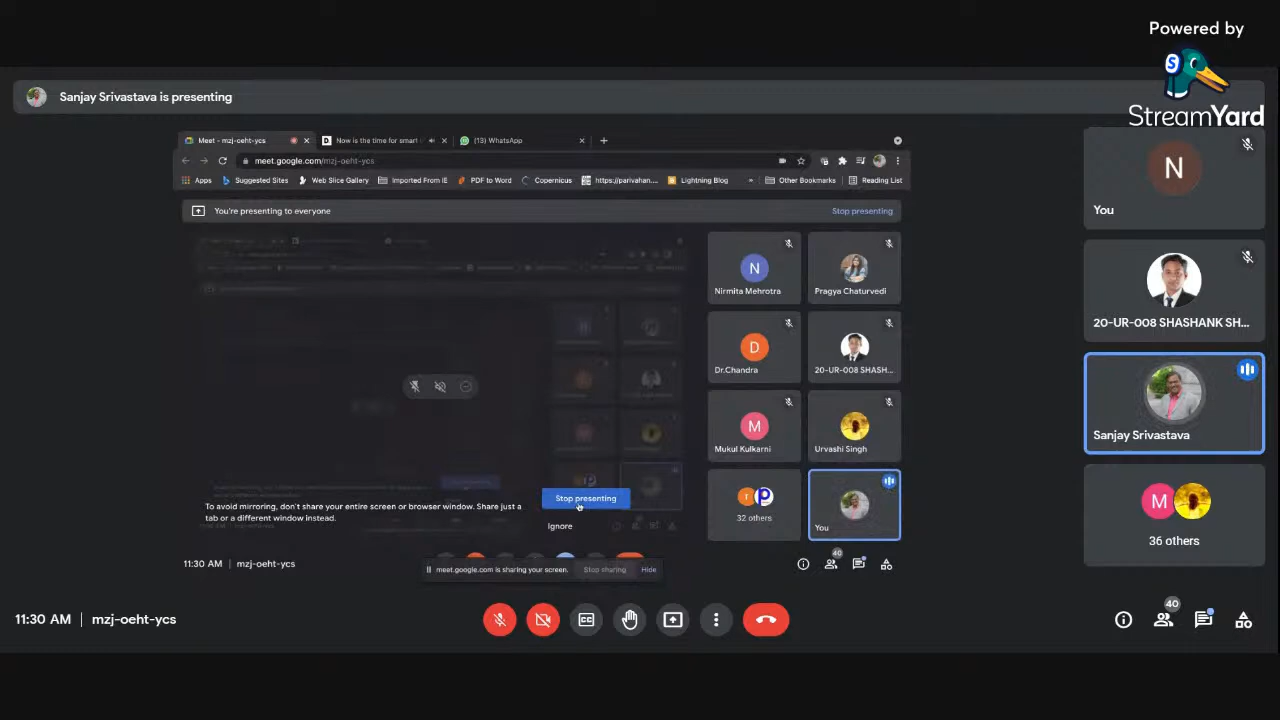 Powered by
StreamYard
Sanjay Srivastava is presenting
Meet - mzj-oeht-ycs
Now is the time for smart
(13) WhatsApp
meet.google.com/mzj-oeht-ycs
Apps
Suggested Sites
Web Slice Gallery
Imported From IE
PDF to Word
Copernicus
https://parivahan....
Lightning Blog
»
Other Bookmarks
Reading List
You're presenting to everyone
Stop presenting
N
Nirmita Mehrotra
Pragya Chaturvedi
D
Dr.Chandra
20-UR-008 SHASH...
M
Mukul Kulkarni
Urvashi Singh
T
P
32 others
You
To avoid mirroring, don't share your entire screen or browser window. Share just a
tab or a different window instead.
Stop presenting
Ignore
11:30 AM | mzj-oeht-ycs
meet.google.com is sharing your screen.
Stop sharing
Hide
40
N
You
20-UR-008 SHASHANK SH...
Sanjay Srivastava
M
36 others
11:30 AM | mzj-oeht-ycs
CC
40